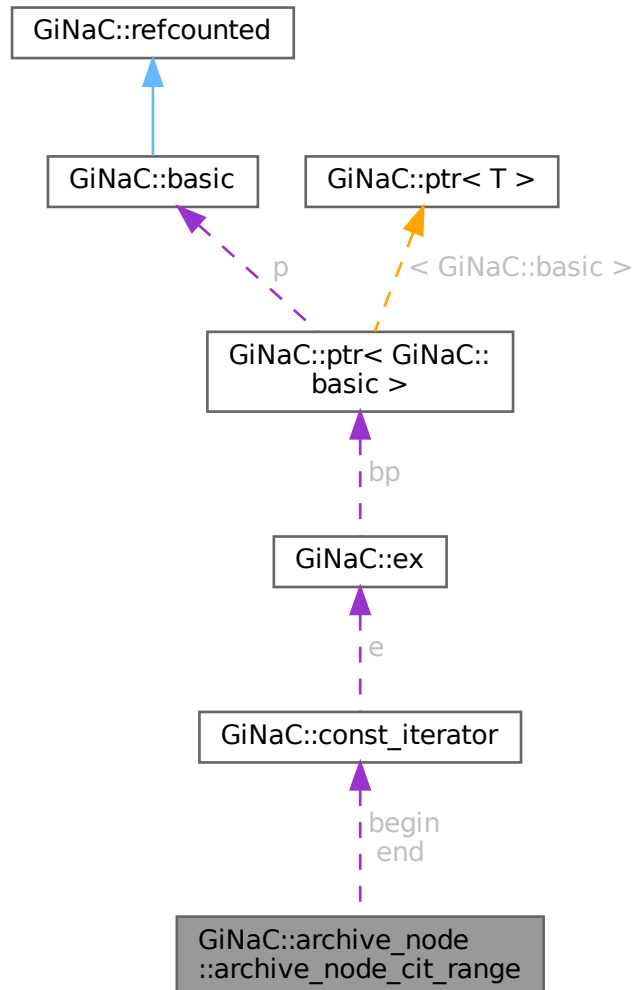 GiNaC::refcounted
GiNaC::basic
GiNaC::ptr< T >
p
< GiNaC::basic >
GiNaC::ptr< GiNaC::
basic >
bp
GiNaC::ex
e
GiNaC::const_iterator
begin
end
GiNaC::archive_node
::archive_node_cit_range